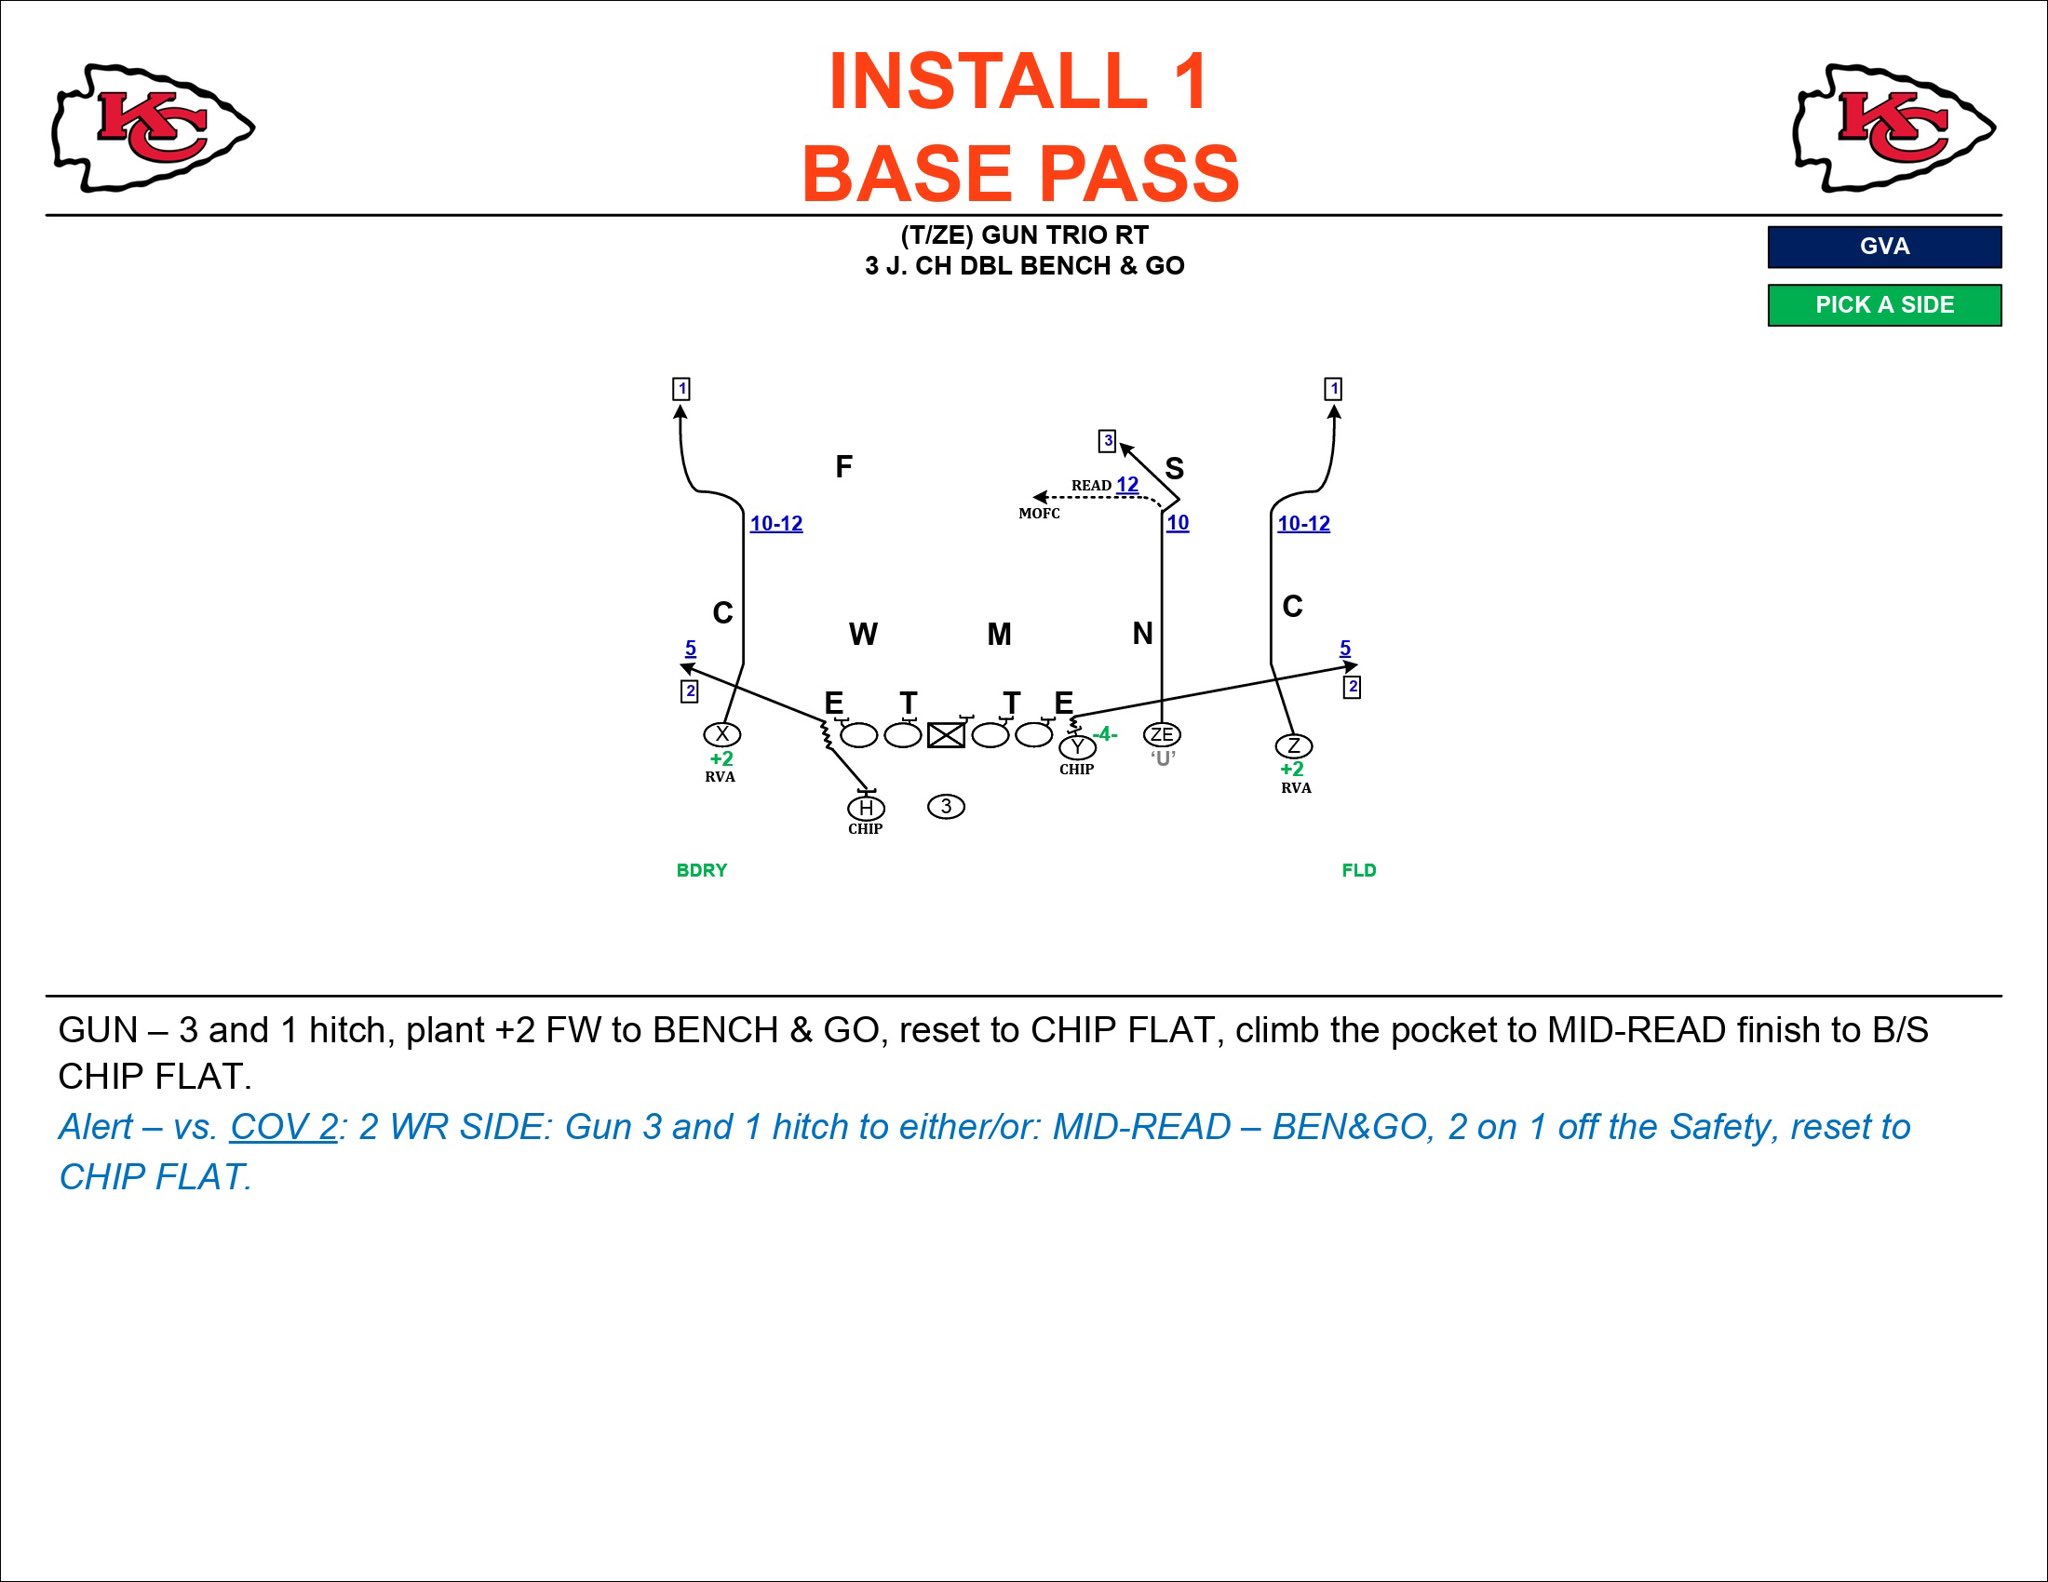 KC
INSTALL 1
KC
BASE PASS
(T/ZE) GUN TRIO RT
3 J. CH DBL BENCH & GO
GVA
PICK A SIDE
1
1
3
F
S
READ 12
MOFC
10-12
10
10-12
C
C
W
M
N
5
5
2
2
E
T
T
E
X
Y
-4-
ZE
Z
+2
RVA
CHIP
‘U’
+2
RVA
H
3
CHIP
BDRY
FLD
GUN – 3 and 1 hitch, plant +2 FW to BENCH & GO, reset to CHIP FLAT, climb the pocket to MID-READ finish to B/S
CHIP FLAT.
Alert – vs. COV 2: 2 WR SIDE: Gun 3 and 1 hitch to either/or: MID-READ – BEN&GO, 2 on 1 off the Safety, reset to
CHIP FLAT.